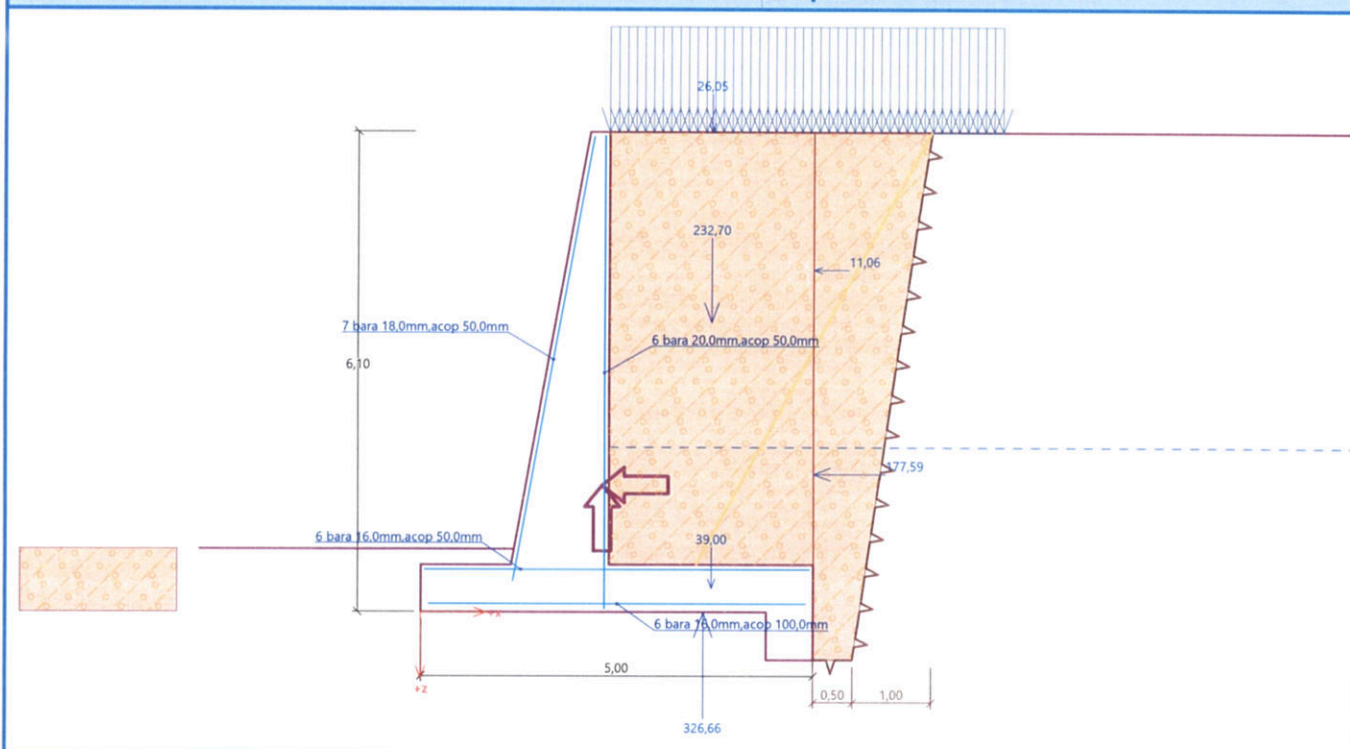 26,05
232,70
11,06
7 bara 18,0mm,acop 50,0mm
6 bara 20,0mm,acop 50,0mm
6,10
177,59
6 bara 16,0mm,acop 50,0mm
39,00
+x
6 bara 16,0mm,acop 100,0mm
5,00
+z
0,50
1,00
326,66